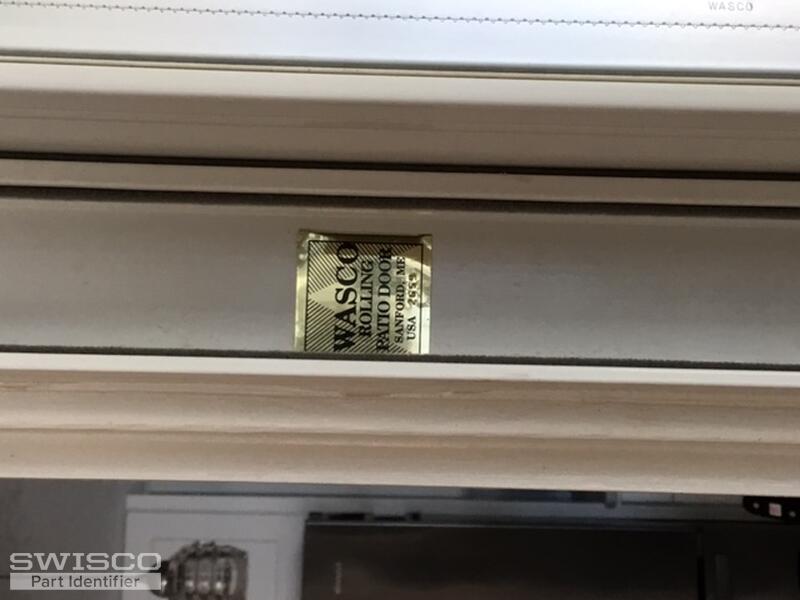 WASCO
WASCO
ROLLING
PATIO DOOR
SANFORD, ME
USA
SWISCO
Part Identifier